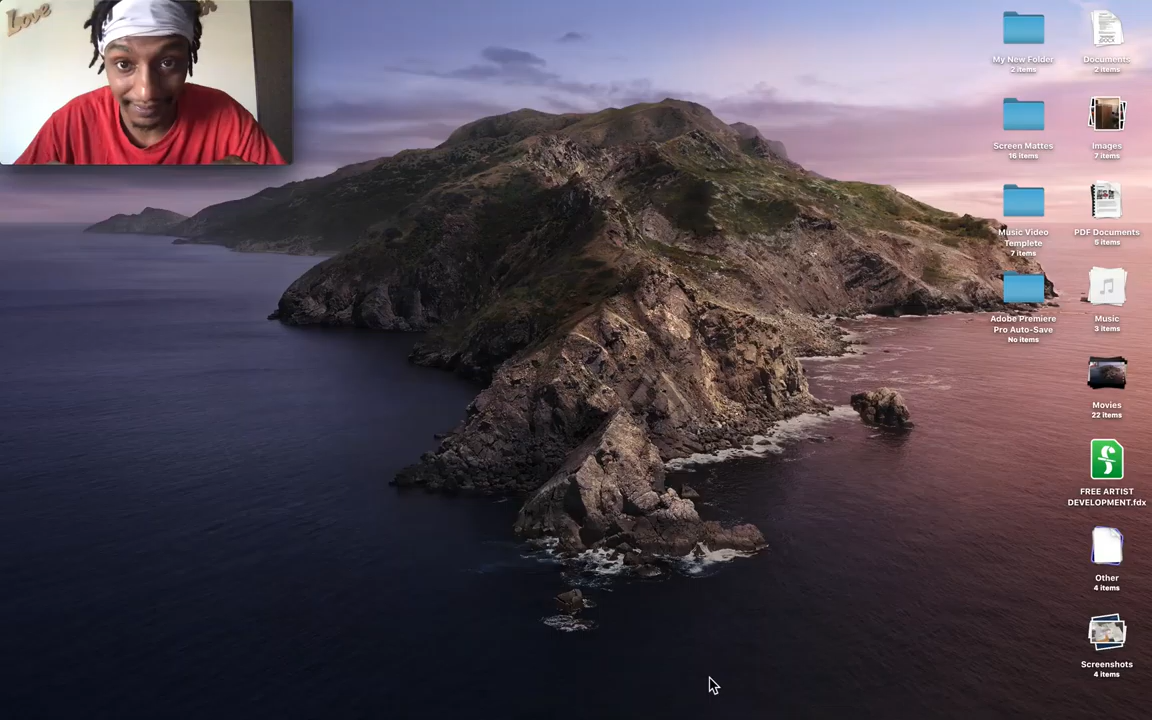 Love
My New Folder
2 items
Documents
2 items
DOCX
Screen Mattes
16 items
Images
7 items
Music Video
Templete
7 items
PDF Documents
5 items
Adobe Premiere
Pro Auto-Save
No items
Music
3 items
Movies
22 items
FREE ARTIST
DEVELOPMENT.fdx
Other
4 items
Screenshots
4 items